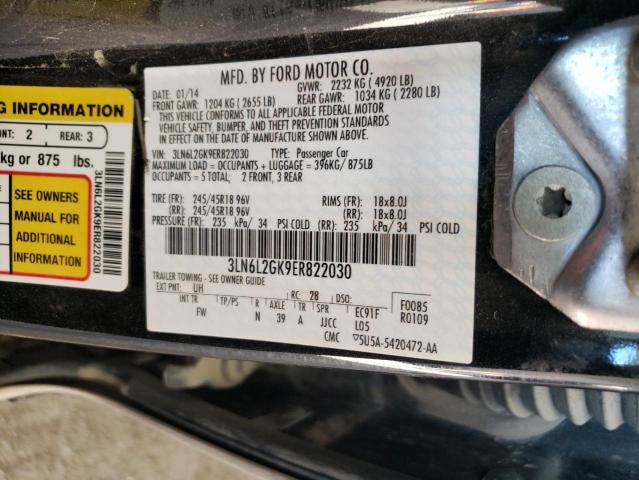 MFD. BY FORD MOTOR CO.
DATE: 01/14
GVWR: 2232 KG ( 4920 LB)
FRONT GAWR: 1204 KG ( 2655 LB)
REAR GAWR: 1034 KG ( 2280 LB)
THIS VEHICLE CONFORMS TO ALL APPLICABLE FEDERAL MOTOR
VEHICLE SAFETY, BUMPER, AND THEFT PREVENTION STANDARDS
IN EFFECT ON THE DATE OF MANUFACTURE SHOWN ABOVE.
VIN: 3LN6L2GK9ER822030 TYPE: Passenger Car
MAXIMUM LOAD = OCCUPANTS + LUGGAGE = 396KG/ 875LB
OCCUPANTS = 5 TOTAL: 2 FRONT, 3 REAR
TIRE (FR): 245/45R18 96V RIMS (FR): 18x8.0J
(RR): 245/45R18 96V (RR): 18x8.0J
PRESSURE (FR): 235 kPa/ 34 PSI COLD (RR): 235 kPa/ 34 PSI COLD
3LN6L2GK9ER822030
TRAILER TOWING - SEE OWNER GUIDE
EXT PNT: UH RC: 28 DSO: F0085
R0109
INT TR TP/PS R AXLE TR SPR EC91F
FW N 39 A JJCC L05
CMC 5U5A-5420472-AA
G INFORMATION
NT: 2 REAR: 3
kg or 875 lbs.
SEE OWNERS
MANUAL FOR
ADDITIONAL
INFORMATION
3LN6L2GK9ER822030